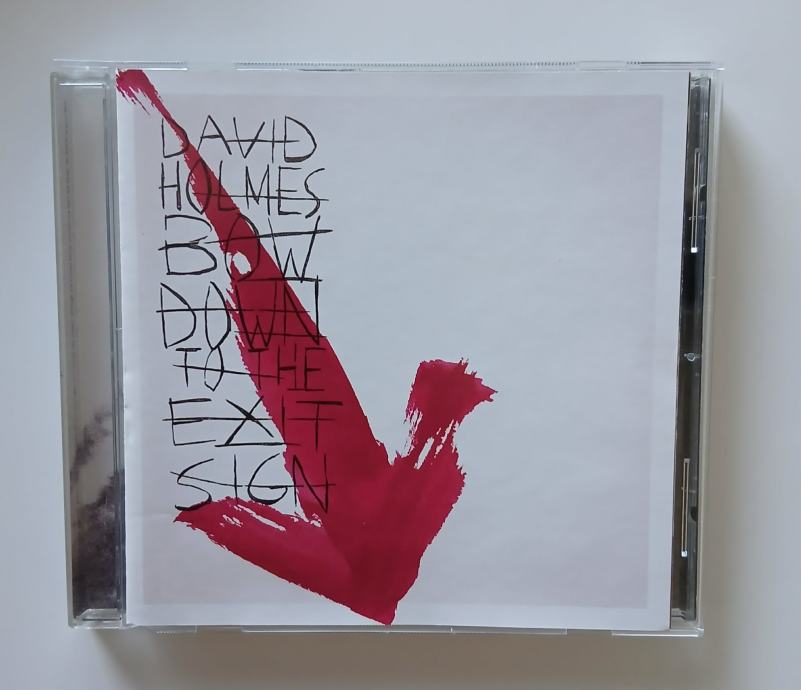 DAVID
HOLMES
BOW
DOWN
TO THE
EXIT
SIGN